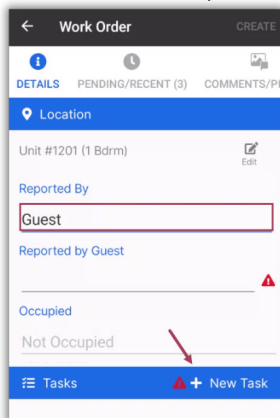 Work Order
CREATE
DETAILS
PENDING/RECENT (3)
COMMENTS/P
Location
Unit #1201 (1 Bdrm)
Edit
Reported By
Guest
Reported by Guest
Occupied
Not Occupied
Tasks
New Task